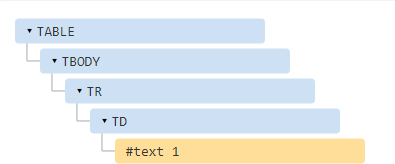 ▾ TABLE
▾ TBODY
▾ TR
▾ TD
#text 1